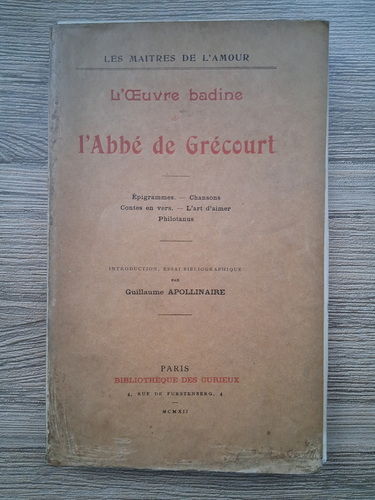 LES MAITRES DE L'AMOUR
L'Œuvre badine
de
l'Abbé de Grécourt
Épigrammes. — Chansons
Contes en vers. — L'art d'aimer
Philotanus
INTRODUCTION, ESSAI BIBLIOGRAPHIQUE
PAR
Guillaume APOLLINAIRE
PARIS
BIBLIOTHÈQUE DES CURIEUX
4, RUE DE FURSTENBERG, 4
MCMXII